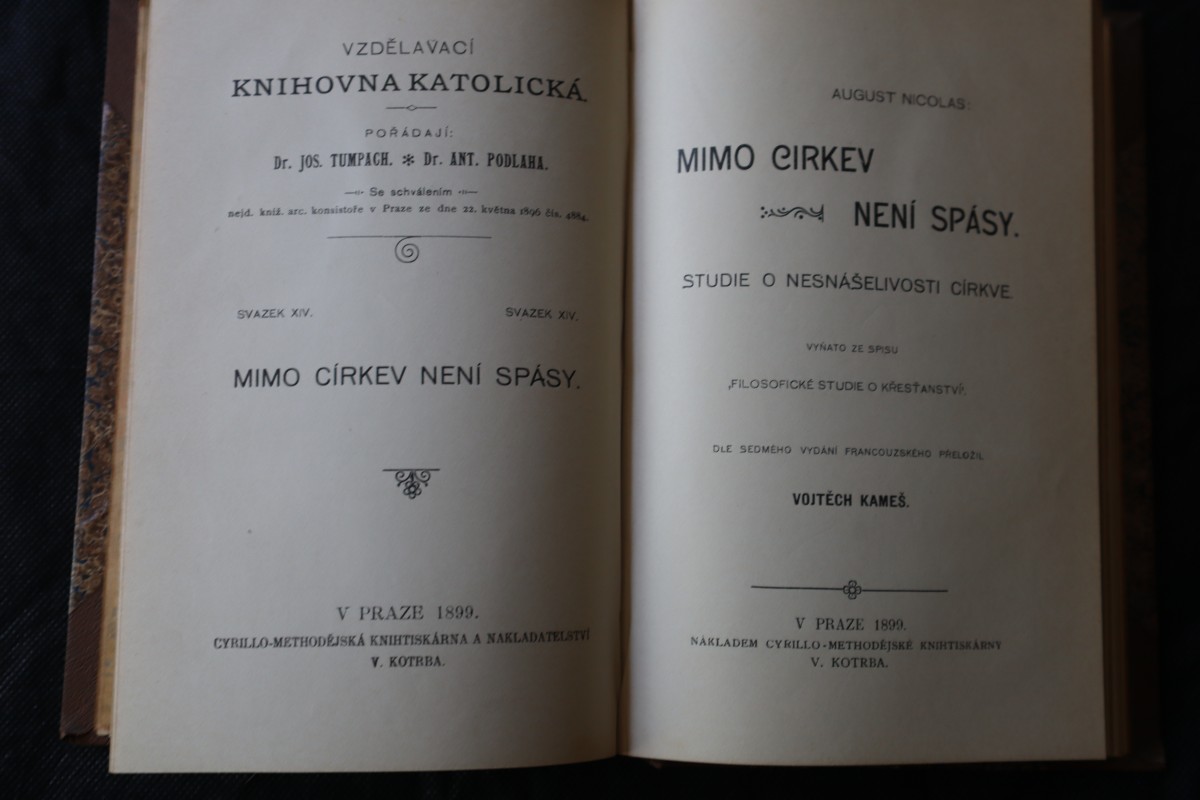 VZDĚLAVACÍ
KNIHOVNA KATOLICKÁ.
POŘÁDAJÍ:
Dr. JOS. TUMPACH. ✻ Dr. ANT. PODLAHA.
Se schválením
nejd. kníž. arc. konsistoře v Praze ze dne 22. května 1896 čís. 4884.
SVAZEK XIV. SVAZEK XIV.
MIMO CÍRKEV NENÍ SPÁSY.
V PRAZE 1899.
CYRILLO-METHODĚJSKÁ KNIHTISKÁRNA A NAKLADATELSTVÍ
V. KOTRBA.
AUGUST NICOLAS:
MIMO CIRKEV
NENÍ SPÁSY.
STUDIE O NESNÁŠELIVOSTI CÍRKVE.
VYŇATO ZE SPISU
‚FILOSOFICKÉ STUDIE O KŘESŤANSTVÍ‘.
DLE SEDMÉHO VYDÁNÍ FRANCOUZSKÉHO PŘELOŽIL
VOJTĚCH KAMEŠ.
V PRAZE 1899.
NÁKLADEM CYRILLO-METHODĚJSKÉ KNIHTISKÁRNY
V. KOTRBA.